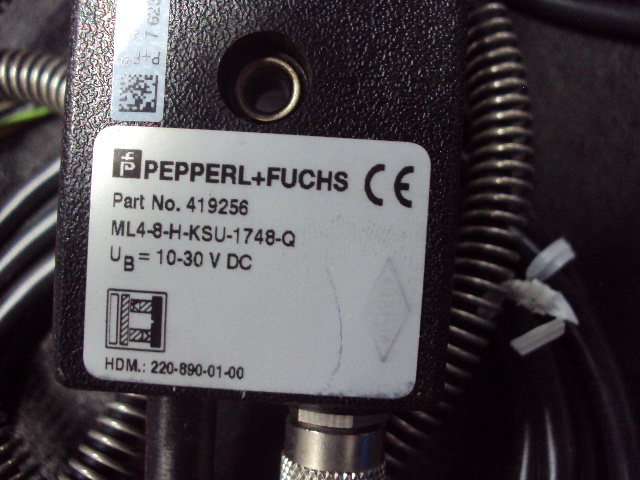 PEPPERL+FUCHS CE
Part No. 419256
ML4-8-H-KSU-1748-Q
UB = 10-30 V DC
HDM.: 220-890-01-00